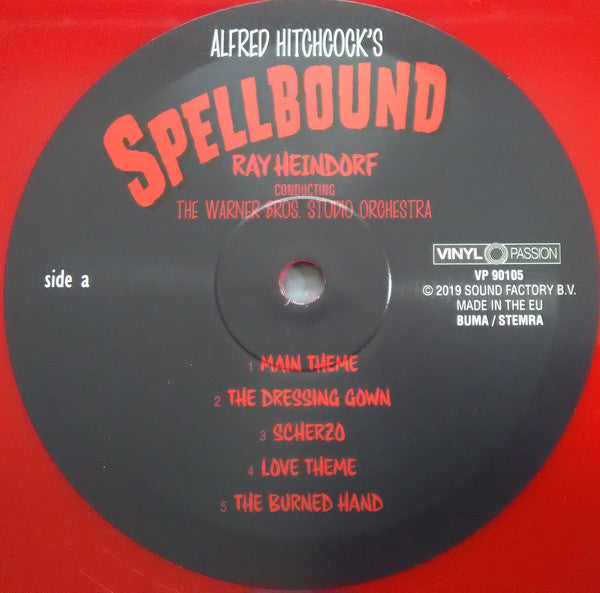 ALFRED HITCHCOCK'S
SPELLBOUND
RAY HEINDORF
CONDUCTING
THE WARNER BROS. STUDIO ORCHESTRA
side a
VINYL PASSION
VP 90105
© 2019 SOUND FACTORY B.V.
MADE IN THE EU
BUMA / STEMRA
1 MAIN THEME
2 THE DRESSING GOWN
3 SCHERZO
4 LOVE THEME
5 THE BURNED HAND